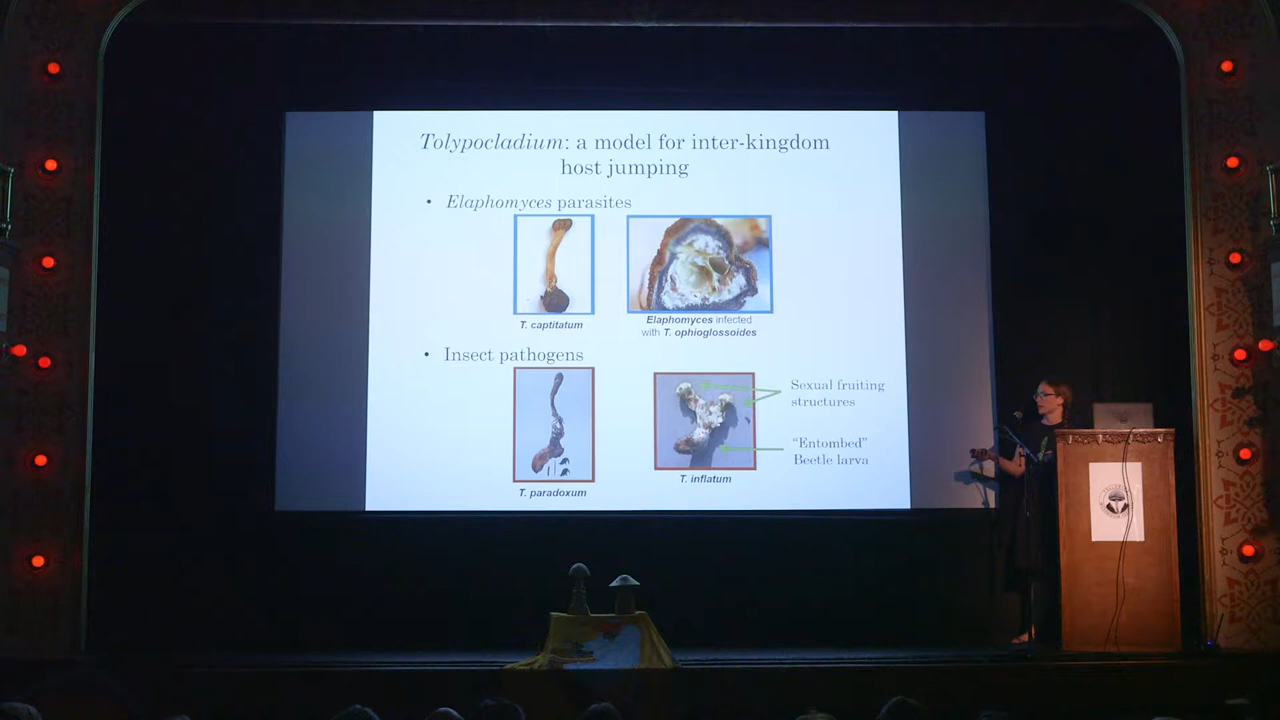 Tolypocladium: a model for inter-kingdom
host jumping
• Elaphomyces parasites
T. captitatum
Elaphomyces infected
with T. ophioglossoides
• Insect pathogens
Sexual fruiting
structures
“Entombed”
Beetle larva
T. paradoxum
T. inflatum